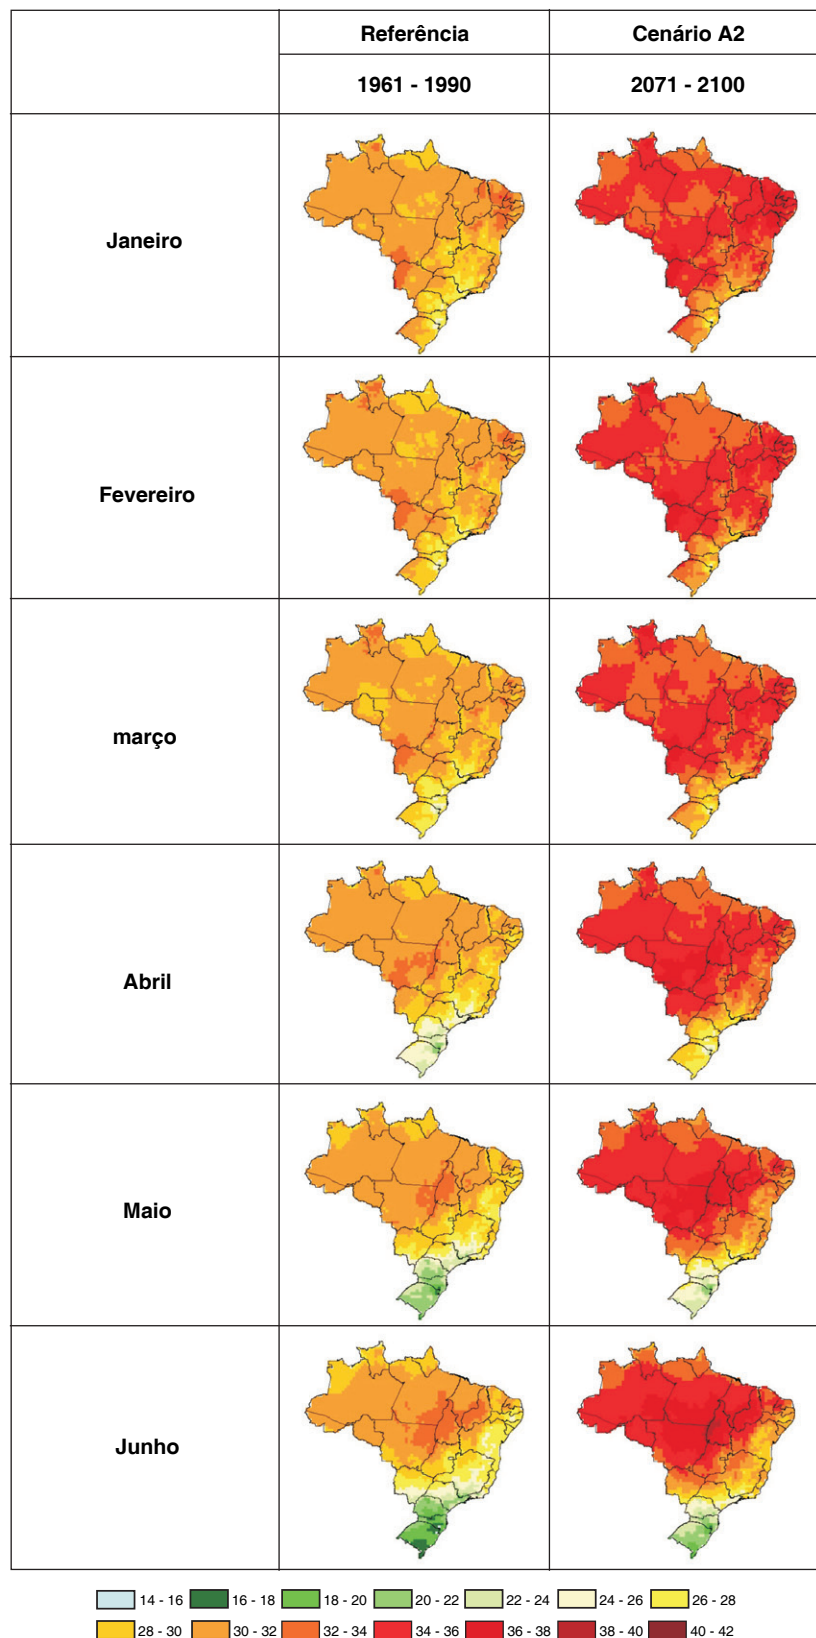 Referência Cenário A2
1961 - 1990 2071 - 2100
Janeiro
Fevereiro
março
Abril
Maio
Junho
14 - 16 16 - 18 18 - 20 20 - 22 22 - 24 24 - 26 26 - 28
28 - 30 30 - 32 32 - 34 34 - 36 36 - 38 38 - 40 40 - 42